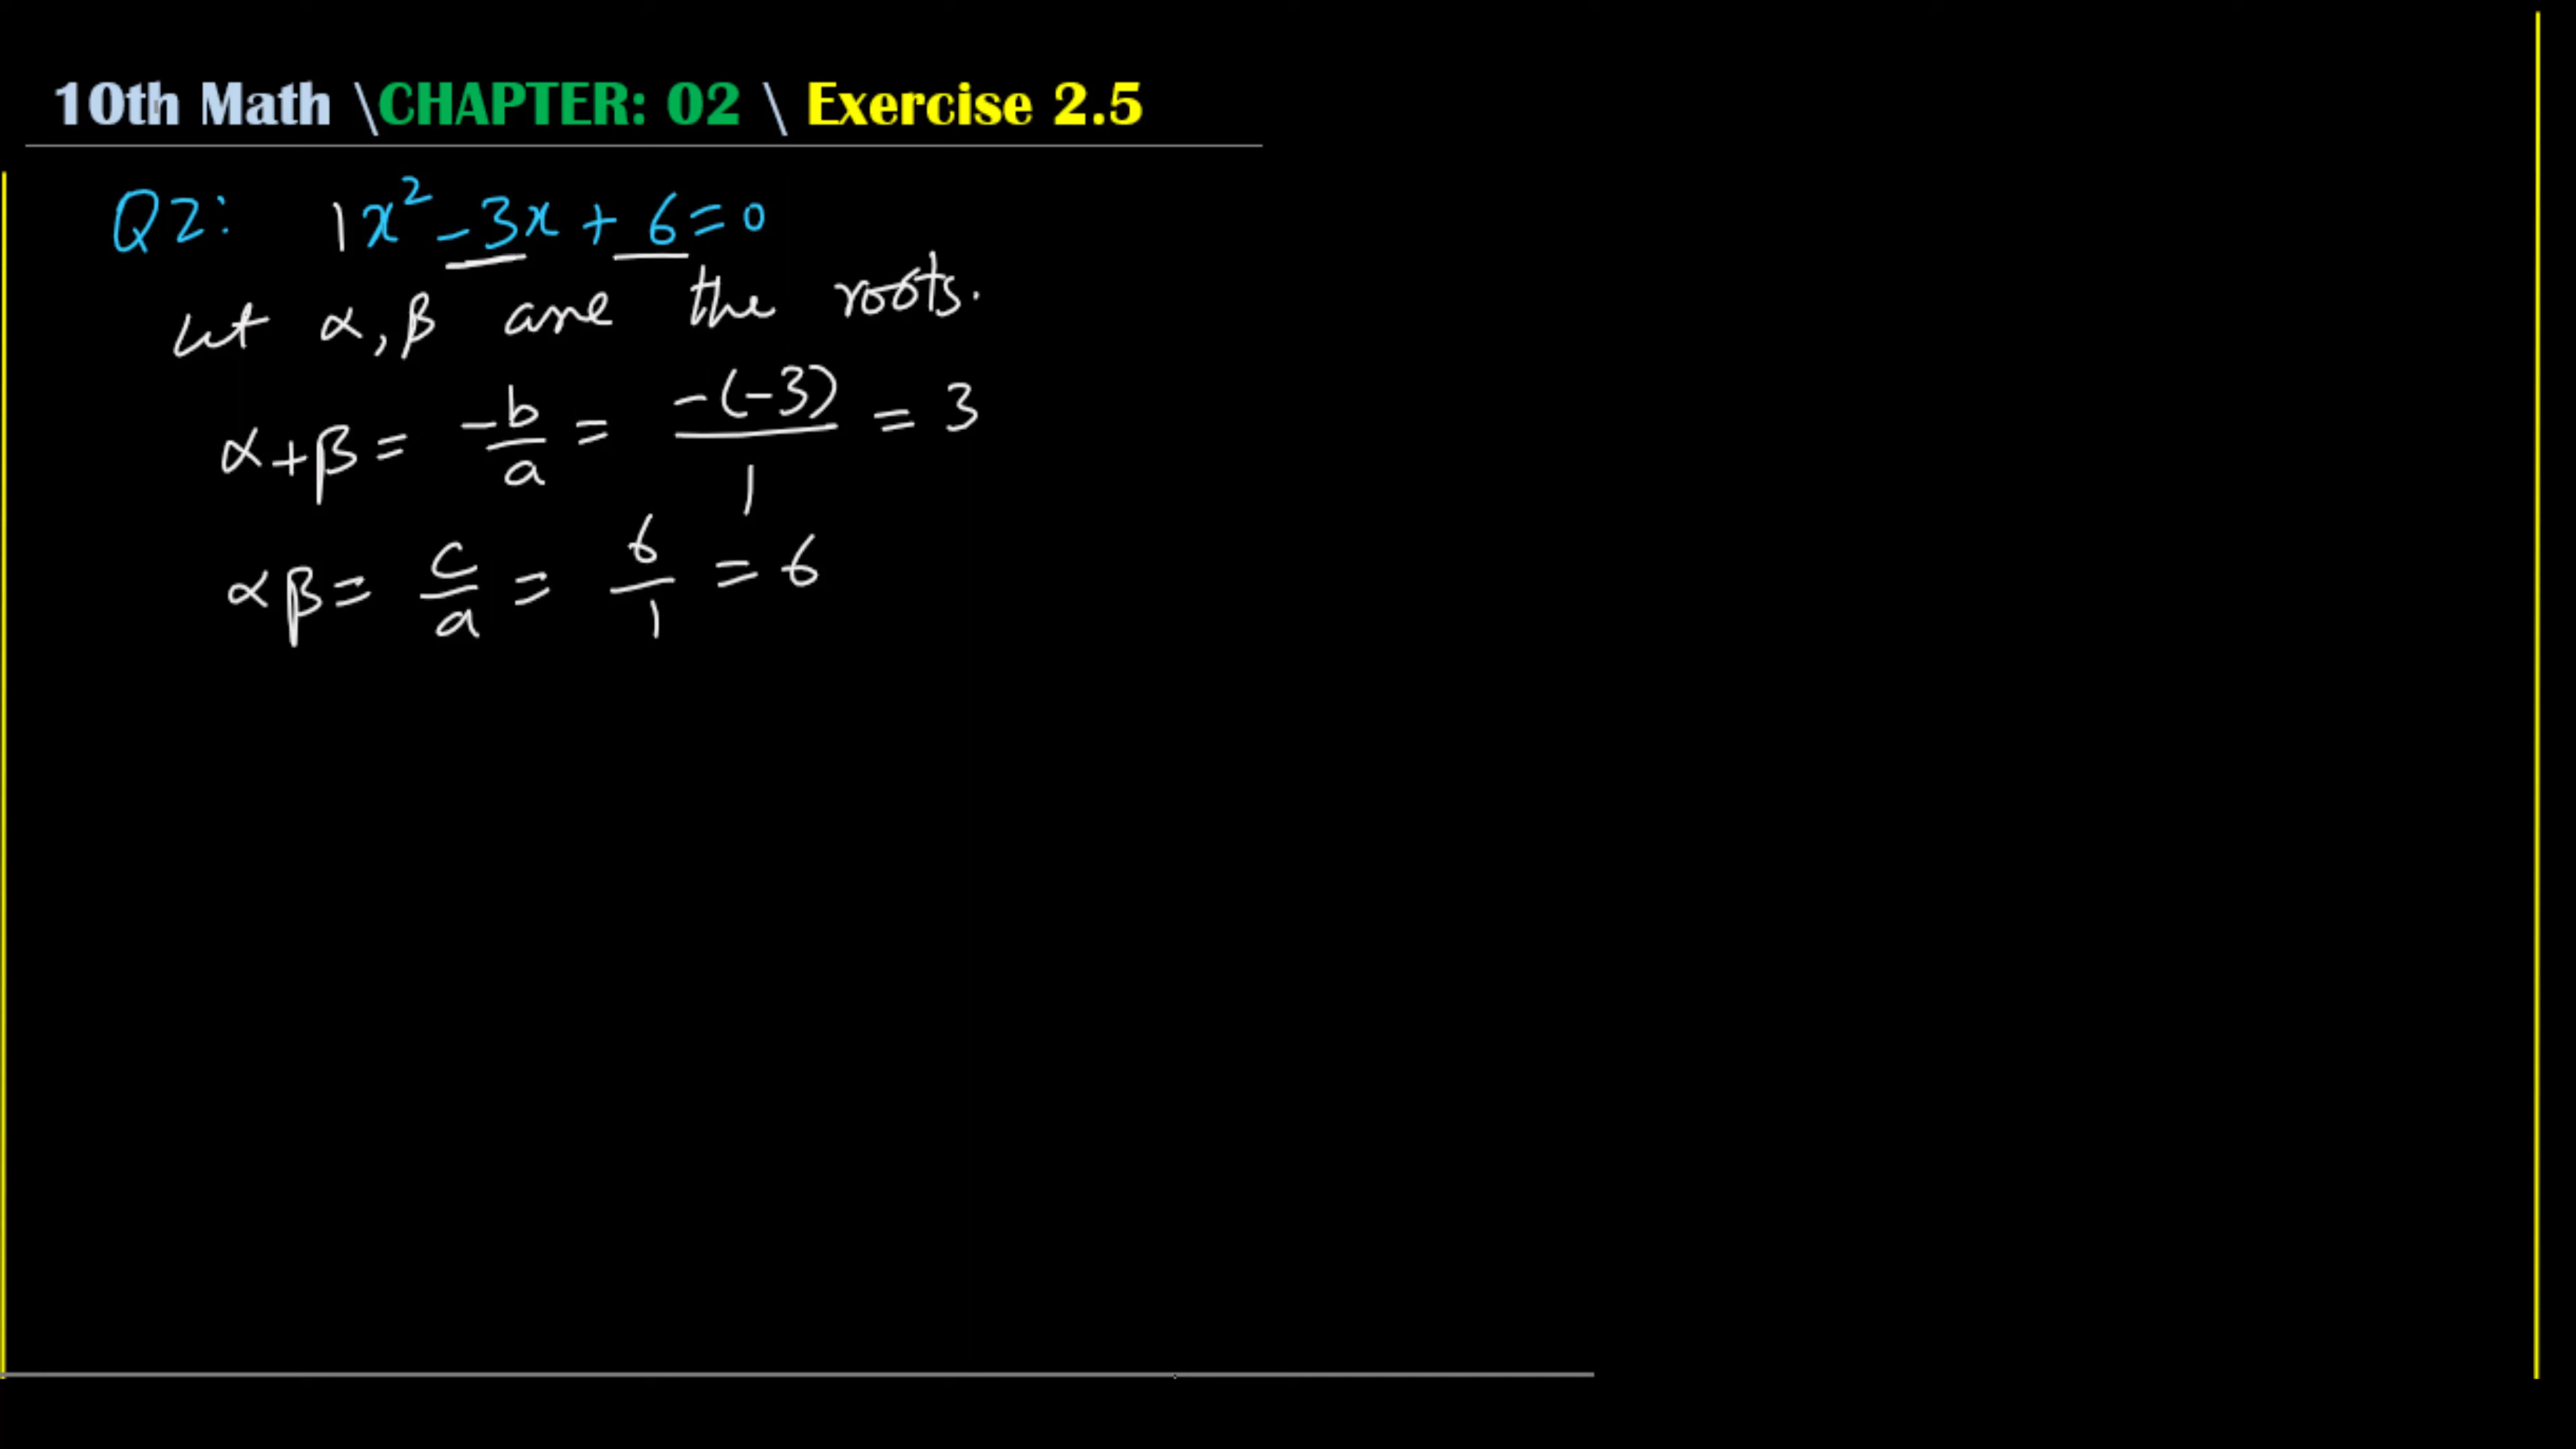 10th Math \CHAPTER: 02 \ Exercise 2.5
Q2: 1x² -3x + 6 = 0
let α, β are the roots.
α+β = -b/a = -(-3)/1 = 3
αβ = c/a = 6/1 = 6